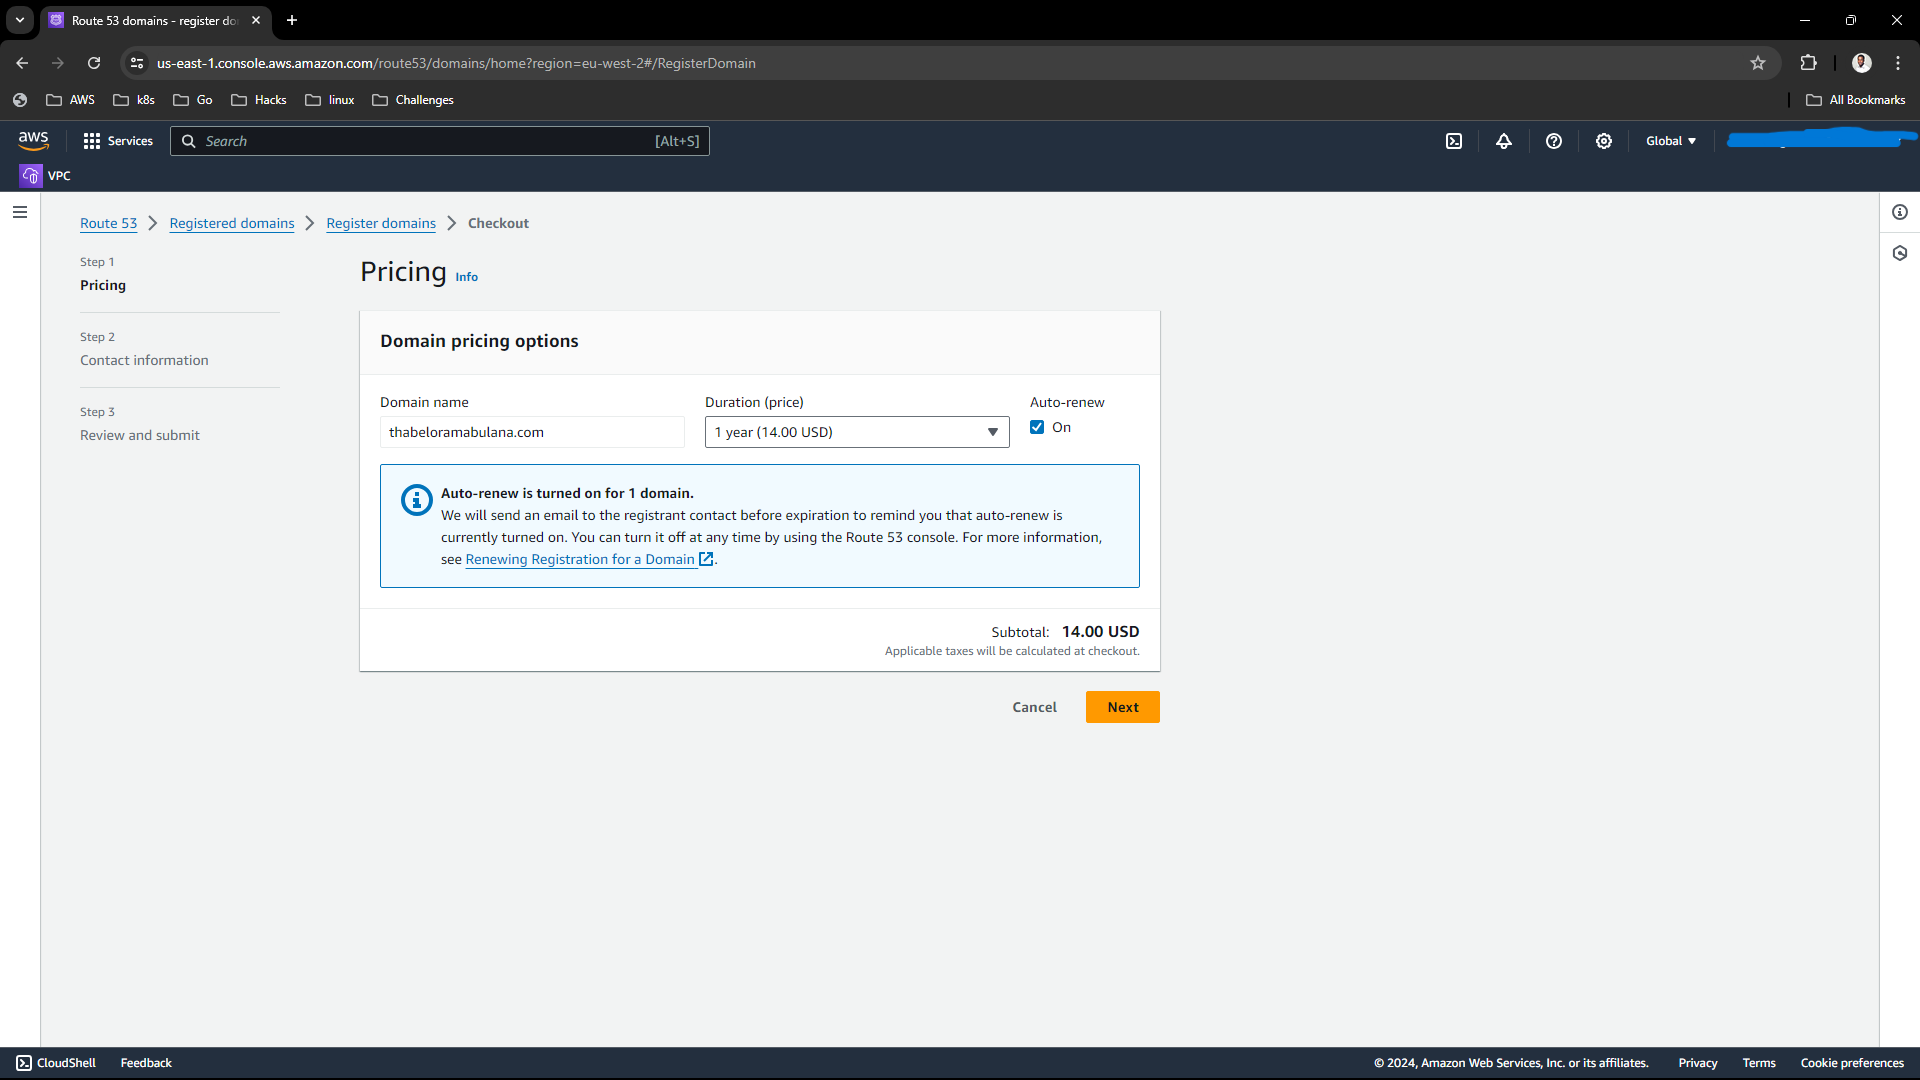 Route 53 domains - register do
us-east-1.console.aws.amazon.com/route53/domains/home?region=eu-west-2#/RegisterDomain
AWS
k8s
Go
Hacks
linux
Challenges
All Bookmarks
aws
Services
Search
[Alt+S]
Global
VPC
Route 53
Registered domains
Register domains
Checkout
Step 1
Pricing
Step 2
Contact information
Step 3
Review and submit
Pricing Info
Domain pricing options
Domain name
thabeloramabulana.com
Duration (price)
1 year (14.00 USD)
Auto-renew
On
Auto-renew is turned on for 1 domain.
We will send an email to the registrant contact before expiration to remind you that auto-renew is
currently turned on. You can turn it off at any time by using the Route 53 console. For more information,
see Renewing Registration for a Domain .
Subtotal: 14.00 USD
Applicable taxes will be calculated at checkout.
Cancel
Next
CloudShell
Feedback
© 2024, Amazon Web Services, Inc. or its affiliates.
Privacy
Terms
Cookie preferences